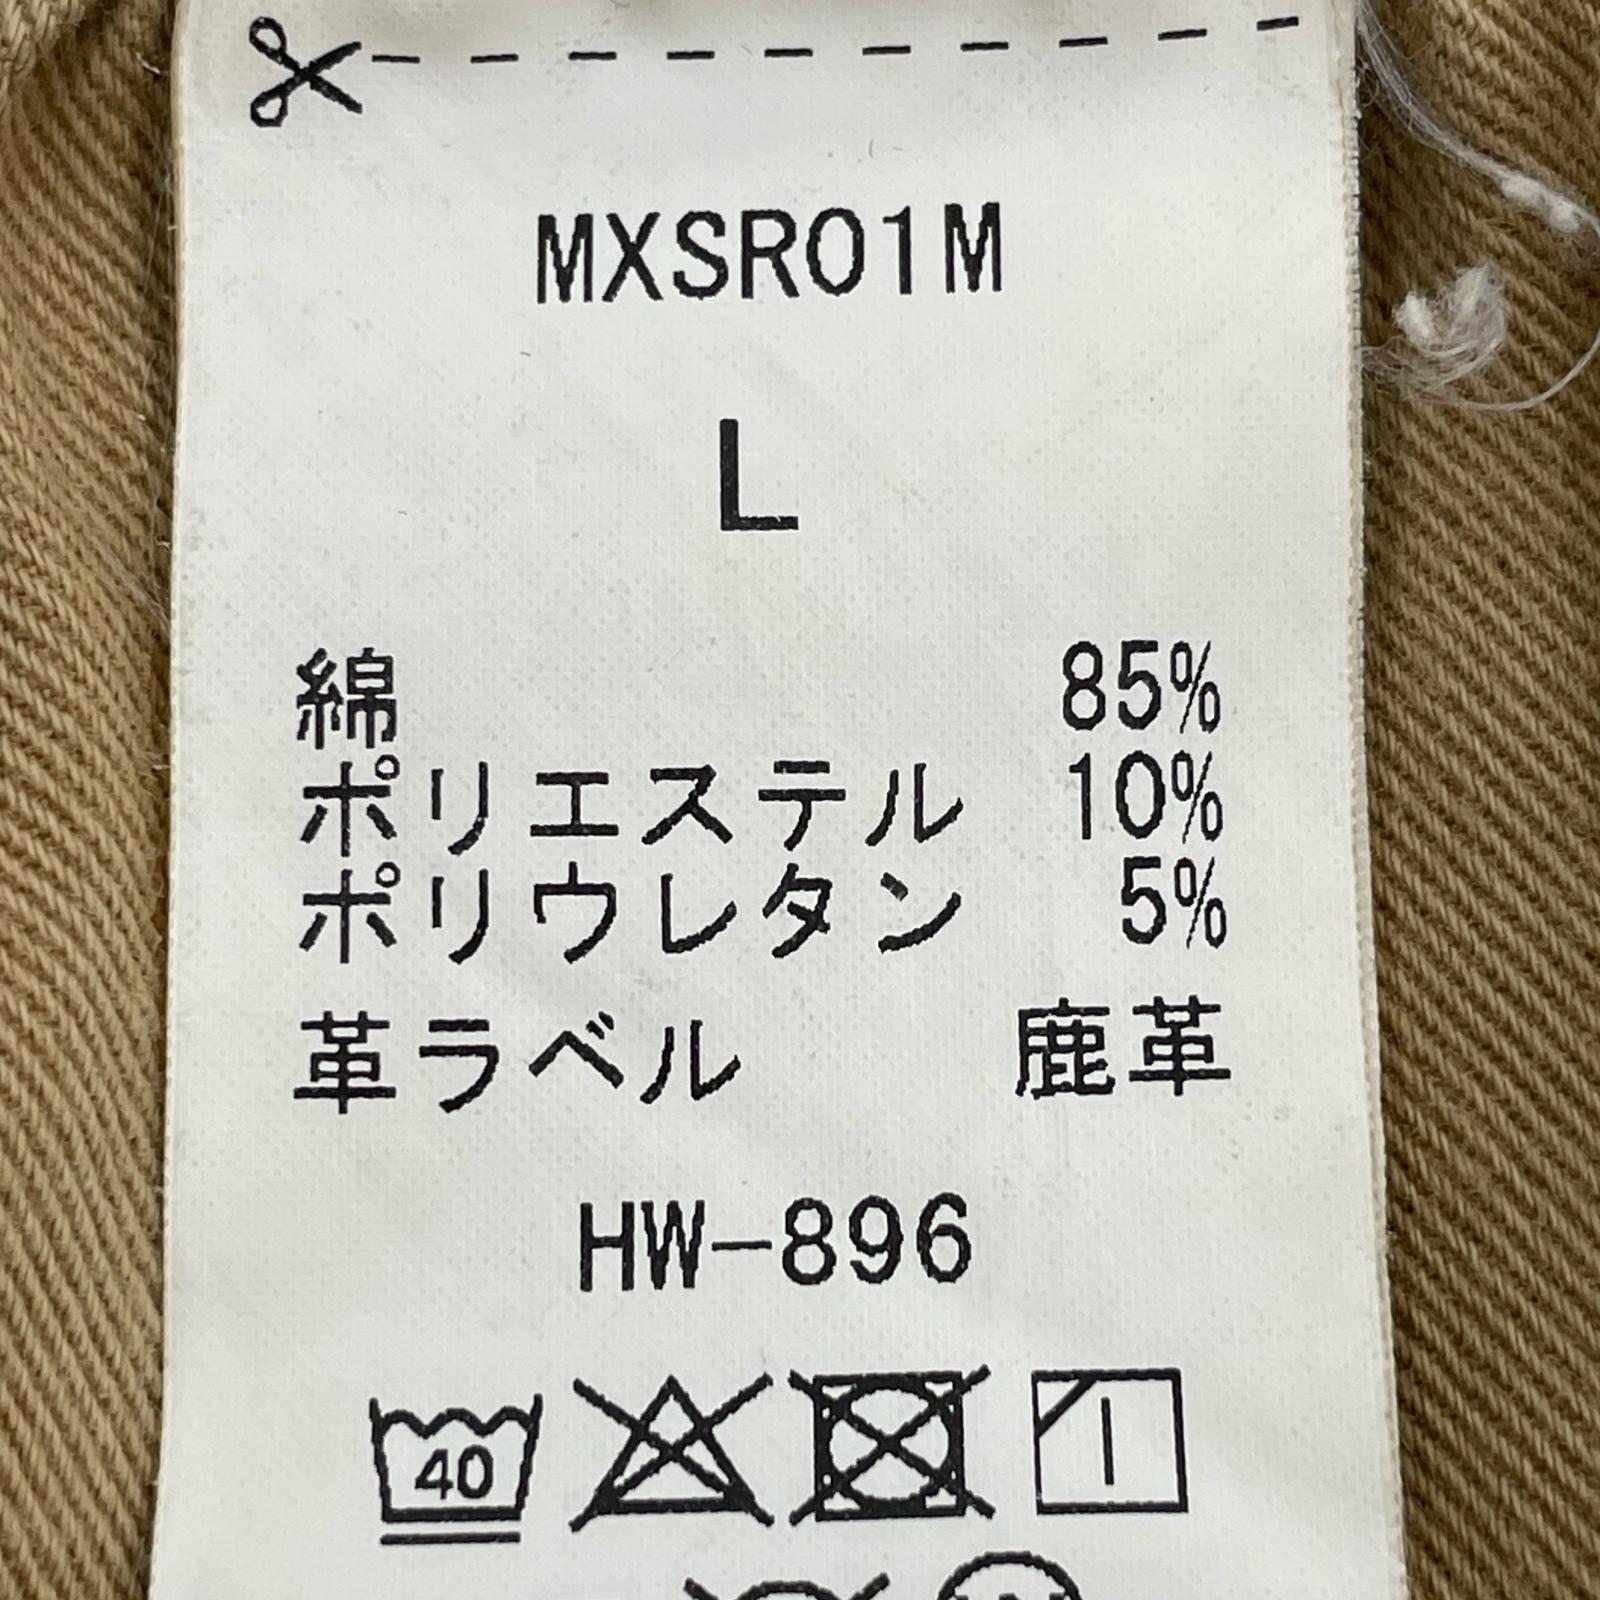 MXSR01M
L
綿 85%
ポリエステル 10%
ポリウレタン 5%
革ラベル 鹿革
HW-896
40